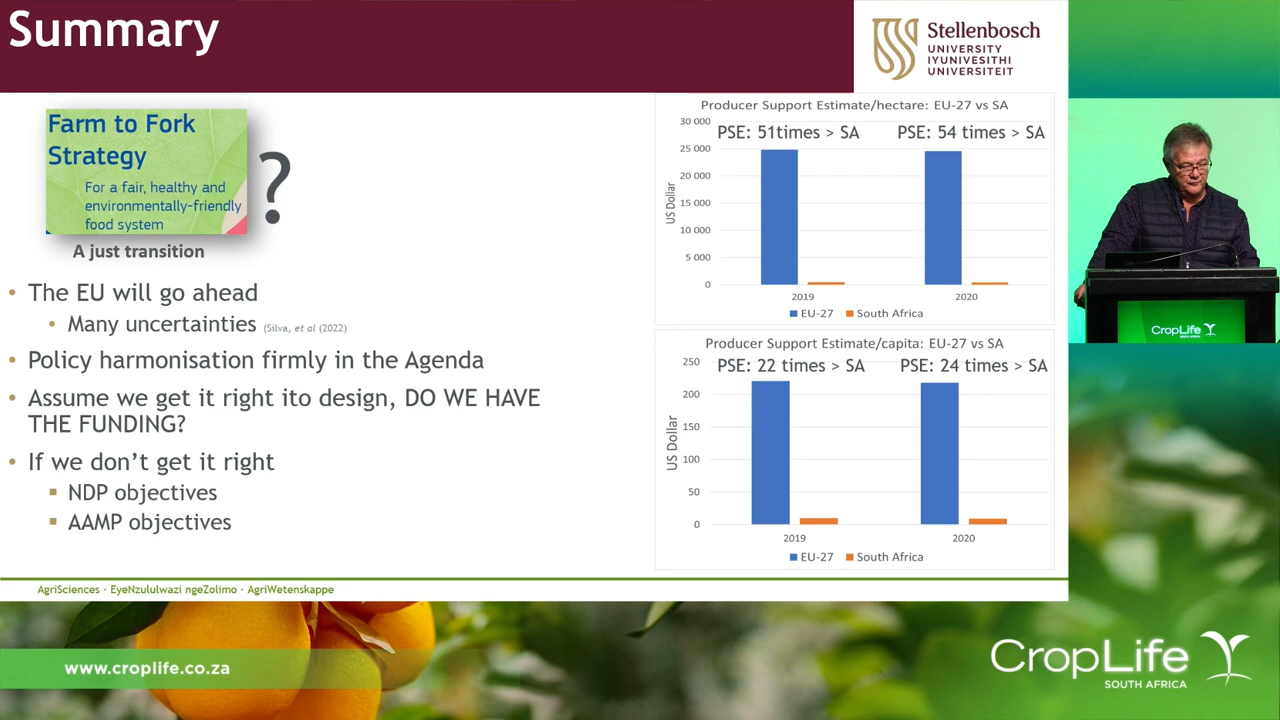 Summary
Stellenbosch
UNIVERSITY
IYUNIVESITHI
UNIVERSITEIT
Farm to Fork
Strategy
For a fair, healthy and
environmentally-friendly
food system
?
A just transition
• The EU will go ahead
• Many uncertainties (Silva, et al (2022)
• Policy harmonisation firmly in the Agenda
• Assume we get it right ito design, DO WE HAVE
THE FUNDING?
• If we don't get it right
▪ NDP objectives
▪ AAMP objectives
Producer Support Estimate/hectare: EU-27 vs SA
PSE: 51times > SA PSE: 54 times > SA
US Dollar
30 000
25 000
20 000
15 000
10 000
5 000
0
2019 2020
EU-27 South Africa
Producer Support Estimate/capita: EU-27 vs SA
PSE: 22 times > SA PSE: 24 times > SA
US Dollar
250
200
150
100
50
0
2019 2020
EU-27 South Africa
AgriSciences · EyeNzululwazi ngeZolimo · AgriWetenskappe
CropLife
SOUTH AFRICA
www.croplife.co.za
CropLife
SOUTH AFRICA